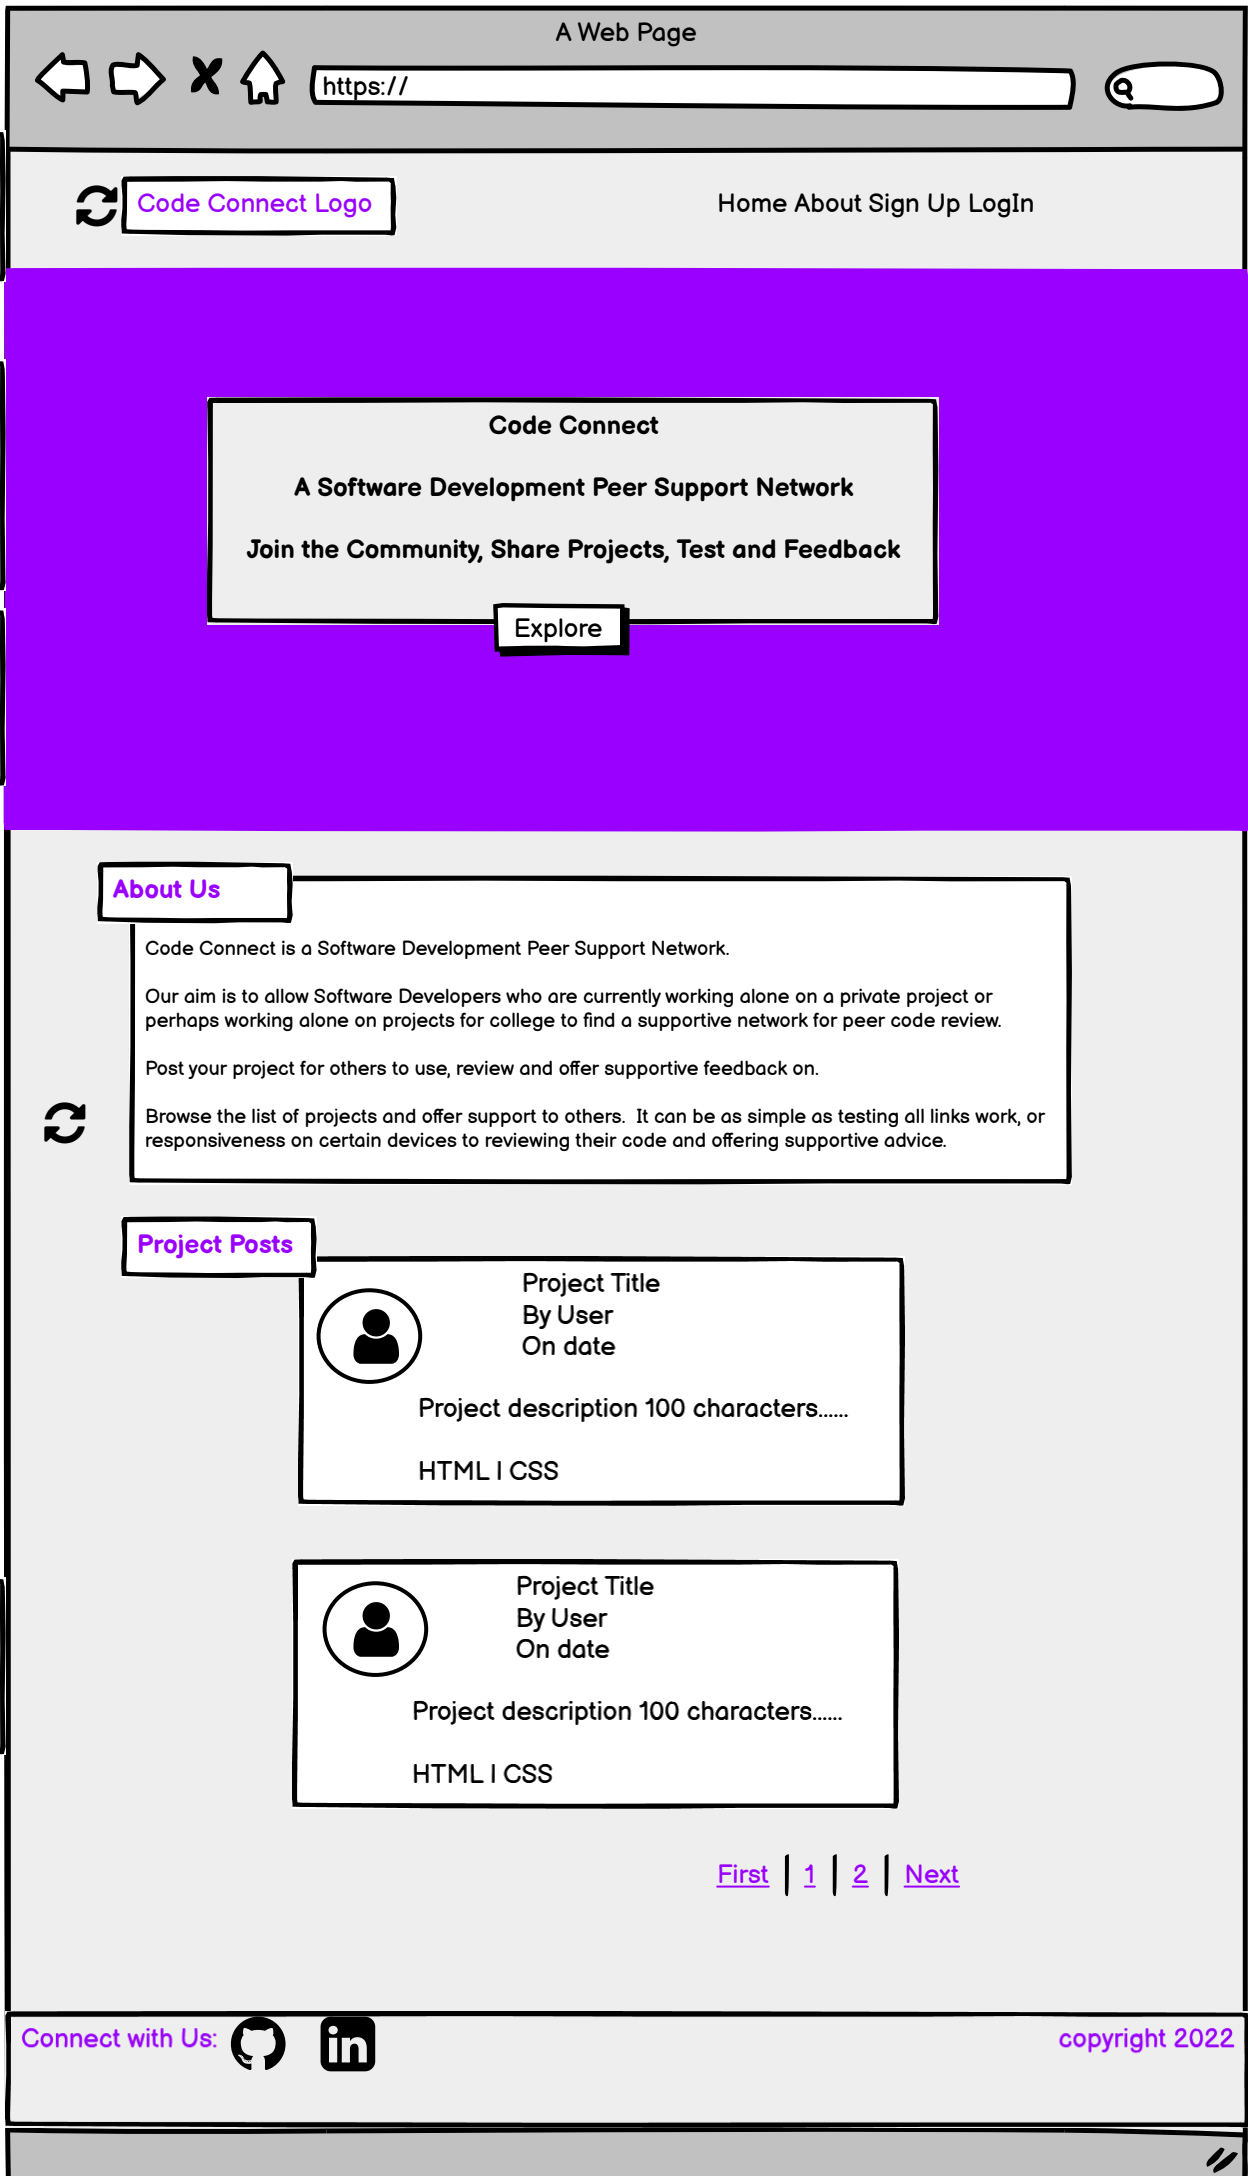 A Web Page
https://
Code Connect Logo
Home About Sign Up LogIn
Code Connect
A Software Development Peer Support Network
Join the Community, Share Projects, Test and Feedback
Explore
About Us
Code Connect is a Software Development Peer Support Network.
Our aim is to allow Software Developers who are currently working alone on a private project or
perhaps working alone on projects for college to find a supportive network for peer code review.
Post your project for others to use, review and offer supportive feedback on.
Browse the list of projects and offer support to others.  It can be as simple as testing all links work, or
responsiveness on certain devices to reviewing their code and offering supportive advice.
Project Posts
Project Title
By User
On date
Project description 100 characters......
HTML | CSS
Project Title
By User
On date
Project description 100 characters......
HTML | CSS
First | 1 | 2 | Next
Connect with Us: in
copyright 2022